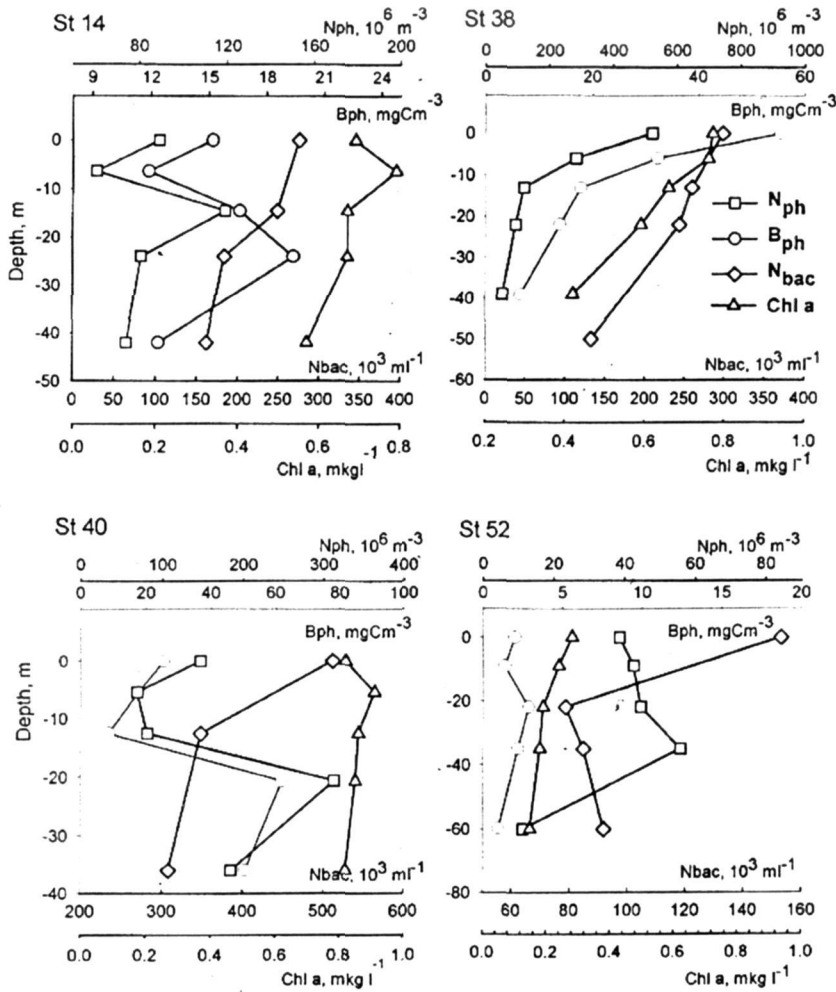 St 14
Nph, 10⁶ m⁻³
80 120 160 200
9 12 15 18 21 24
Bph, mgCm⁻³
0
-10
-20
-30
-40
-50
Depth, m
Nbac, 10³ ml⁻¹
50 100 150 200 250 300 350 400
0.0 0.2 0.4 0.6 0.8
Chl a, mkgl⁻¹
St 38
Nph, 10⁶ m⁻³
0 200 400 600 800 1000
0 30 40 60
Bph, mgCm⁻³
0
-10
-20
-30
-40
-50
-60
N ph
B ph
N bac
Chl a
Nbac, 10³ ml⁻¹
0 50 100 150 200 250 300 350 400
0.2 0.4 0.6 0.8 1.0
Chl a, mkg l⁻¹
St 40
Nph, 10⁶ m⁻³
0 100 200 300 400
0 20 40 60 80 100
Bph, mgCm⁻³
0
-10
-20
-30
-40
Depth, m
Nbac, 10³ ml⁻¹
200 300 400 500 600
0.0 0.2 0.4 0.6 0.8 1.0
Chl a, mkg l⁻¹
St 52
Nph, 10⁶ m⁻³
0 20 40 60 80
0 5 10 14 20
Bph, mgCm⁻³
0
-20
-40
-60
-80
Nbac, 10³ ml⁻¹
60 80 100 120 140 160
0.0 0.2 0.4 0.6 0.8 1.0
Chl a, mkg l⁻¹